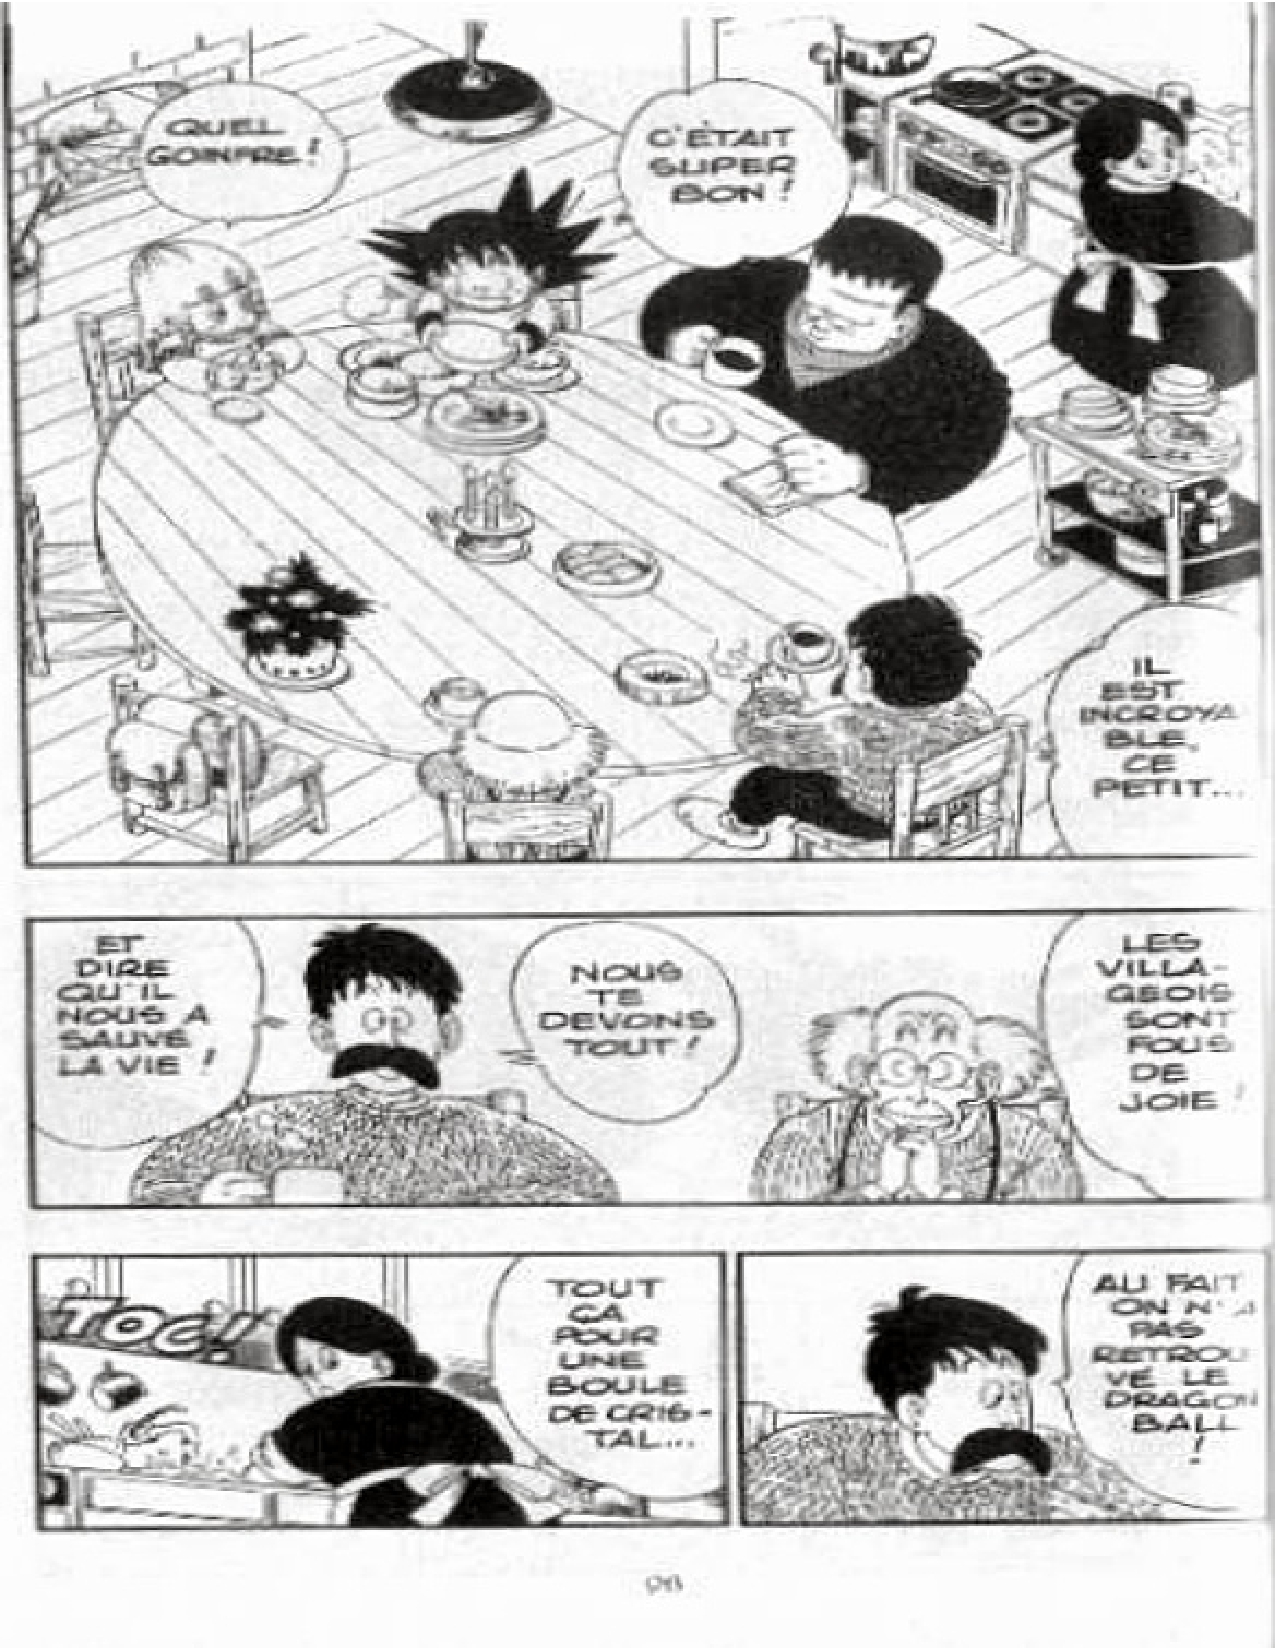 QUEL
GOINFRE!
C'ÉTAIT
SUPER
BON!
IL
EST
INCROYA
BLE,
CE
PETIT...
ET
DIRE
QU'IL
NOUS A
SAUVÉ
LA VIE!
NOUS
TE
DEVONS
TOUT!
LES
VILLA-
GEOIS
SONT
FOUS
DE
JOIE!
TOC!
TOUT
ÇA
POUR
UNE
BOULE
DE CRIS-
TAL...
AU FAIT
ON N'A
PAS
RETROU
VÉ LE
DRAGON
BALL
!